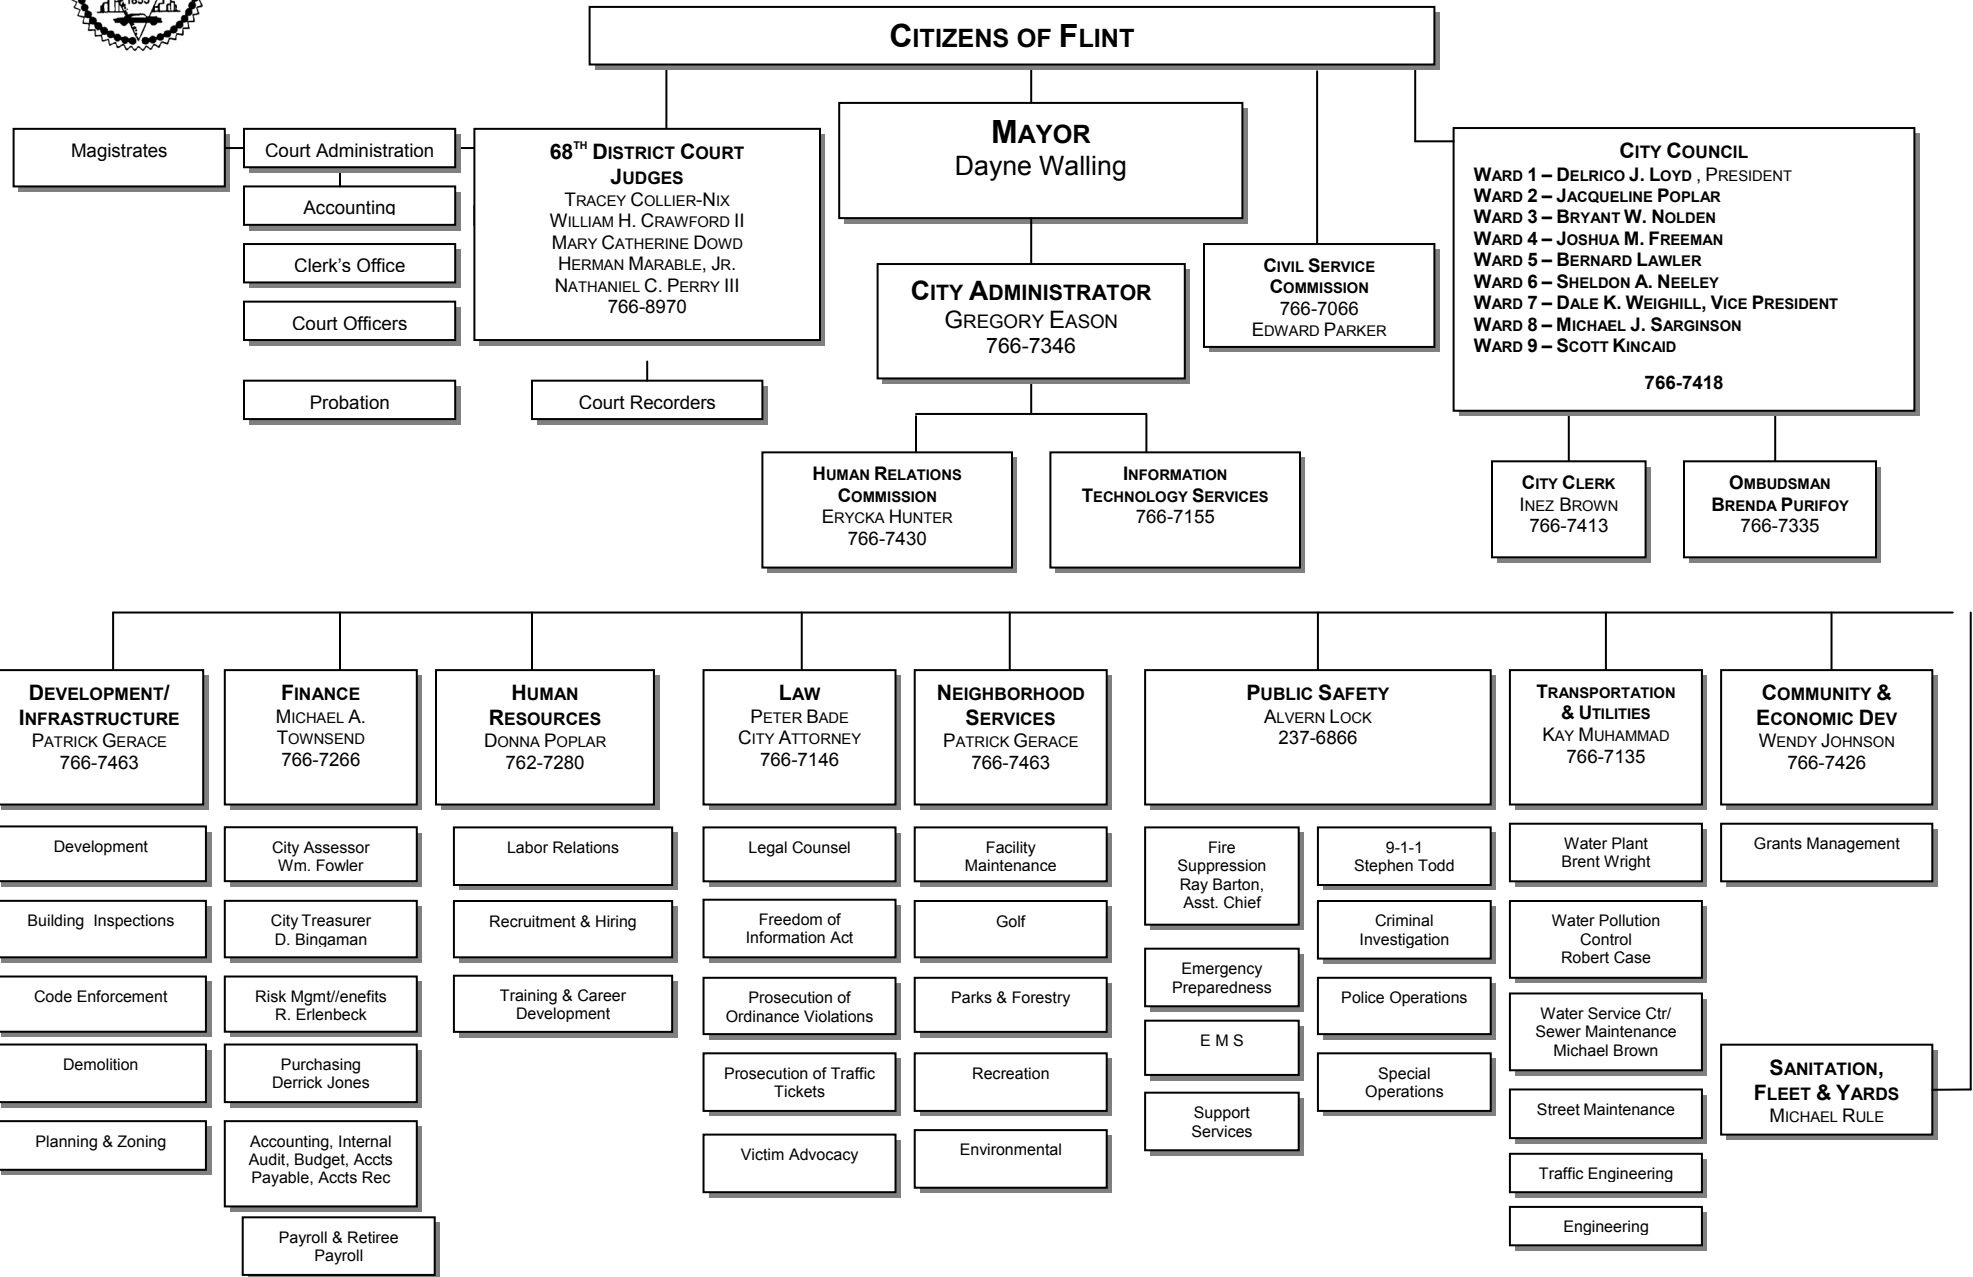 1855
CITIZENS OF FLINT
Magistrates
Court Administration
Accounting
Clerk's Office
Court Officers
Probation
68TH DISTRICT COURT
JUDGES
TRACEY COLLIER-NIX
WILLIAM H. CRAWFORD II
MARY CATHERINE DOWD
HERMAN MARABLE, JR.
NATHANIEL C. PERRY III
766-8970
Court Recorders
MAYOR
Dayne Walling
CITY ADMINISTRATOR
GREGORY EASON
766-7346
CIVIL SERVICE
COMMISSION
766-7066
EDWARD PARKER
CITY COUNCIL
WARD 1 – DELRICO J. LOYD , PRESIDENT
WARD 2 – JACQUELINE POPLAR
WARD 3 – BRYANT W. NOLDEN
WARD 4 – JOSHUA M. FREEMAN
WARD 5 – BERNARD LAWLER
WARD 6 – SHELDON A. NEELEY
WARD 7 – DALE K. WEIGHILL, VICE PRESIDENT
WARD 8 – MICHAEL J. SARGINSON
WARD 9 – SCOTT KINCAID
766-7418
HUMAN RELATIONS
COMMISSION
ERYCKA HUNTER
766-7430
INFORMATION
TECHNOLOGY SERVICES
766-7155
CITY CLERK
INEZ BROWN
766-7413
OMBUDSMAN
BRENDA PURIFOY
766-7335
DEVELOPMENT/
INFRASTRUCTURE
PATRICK GERACE
766-7463
Development
Building Inspections
Code Enforcement
Demolition
Planning & Zoning
FINANCE
MICHAEL A.
TOWNSEND
766-7266
City Assessor
Wm. Fowler
City Treasurer
D. Bingaman
Risk Mgmt//enefits
R. Erlenbeck
Purchasing
Derrick Jones
Accounting, Internal
Audit, Budget, Accts
Payable, Accts Rec
Payroll & Retiree
Payroll
HUMAN
RESOURCES
DONNA POPLAR
762-7280
Labor Relations
Recruitment & Hiring
Training & Career
Development
LAW
PETER BADE
CITY ATTORNEY
766-7146
Legal Counsel
Freedom of
Information Act
Prosecution of
Ordinance Violations
Prosecution of Traffic
Tickets
Victim Advocacy
NEIGHBORHOOD
SERVICES
PATRICK GERACE
766-7463
Facility
Maintenance
Golf
Parks & Forestry
Recreation
Environmental
PUBLIC SAFETY
ALVERN LOCK
237-6866
Fire
Suppression
Ray Barton,
Asst. Chief
Emergency
Preparedness
E M S
Support
Services
9-1-1
Stephen Todd
Criminal
Investigation
Police Operations
Special
Operations
TRANSPORTATION
& UTILITIES
KAY MUHAMMAD
766-7135
Water Plant
Brent Wright
Water Pollution
Control
Robert Case
Water Service Ctr/
Sewer Maintenance
Michael Brown
Street Maintenance
Traffic Engineering
Engineering
COMMUNITY &
ECONOMIC DEV
WENDY JOHNSON
766-7426
Grants Management
SANITATION,
FLEET & YARDS
MICHAEL RULE